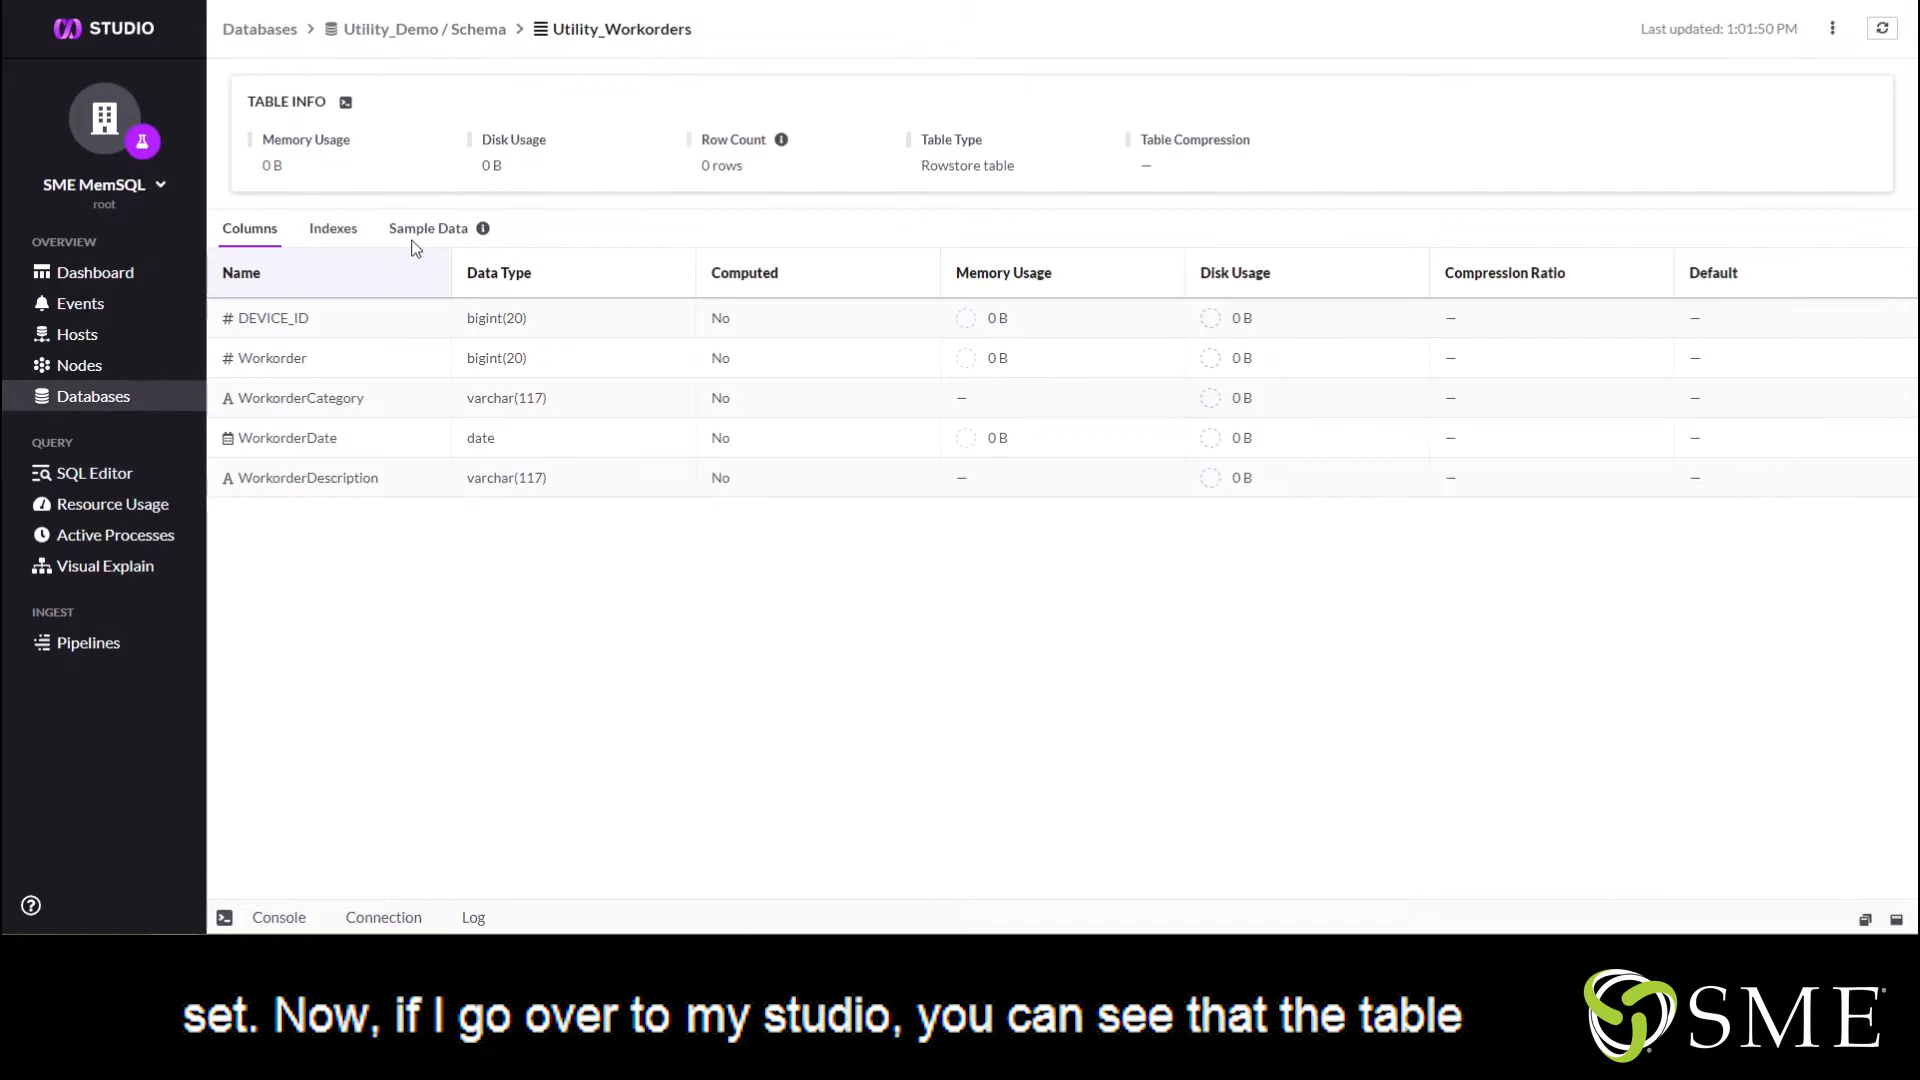 STUDIO
Databases > Utility_Demo / Schema > Utility_Workorders
Last updated: 1:01:50 PM
SME MemSQL
root
OVERVIEW
Dashboard
Events
Hosts
Nodes
Databases
QUERY
SQL Editor
Resource Usage
Active Processes
Visual Explain
INGEST
Pipelines
TABLE INFO
Memory Usage Disk Usage Row Count Table Type Table Compression
0 B 0 B 0 rows Rowstore table —
Columns Indexes Sample Data
Name Data Type Computed Memory Usage Disk Usage Compression Ratio Default
# DEVICE_ID bigint(20) No 0 B 0 B — —
# Workorder bigint(20) No 0 B 0 B — —
A WorkorderCategory varchar(117) No — 0 B — —
WorkorderDate date No 0 B 0 B — —
A WorkorderDescription varchar(117) No — 0 B — —
Console Connection Log
set. Now, if I go over to my studio, you can see that the table
SME